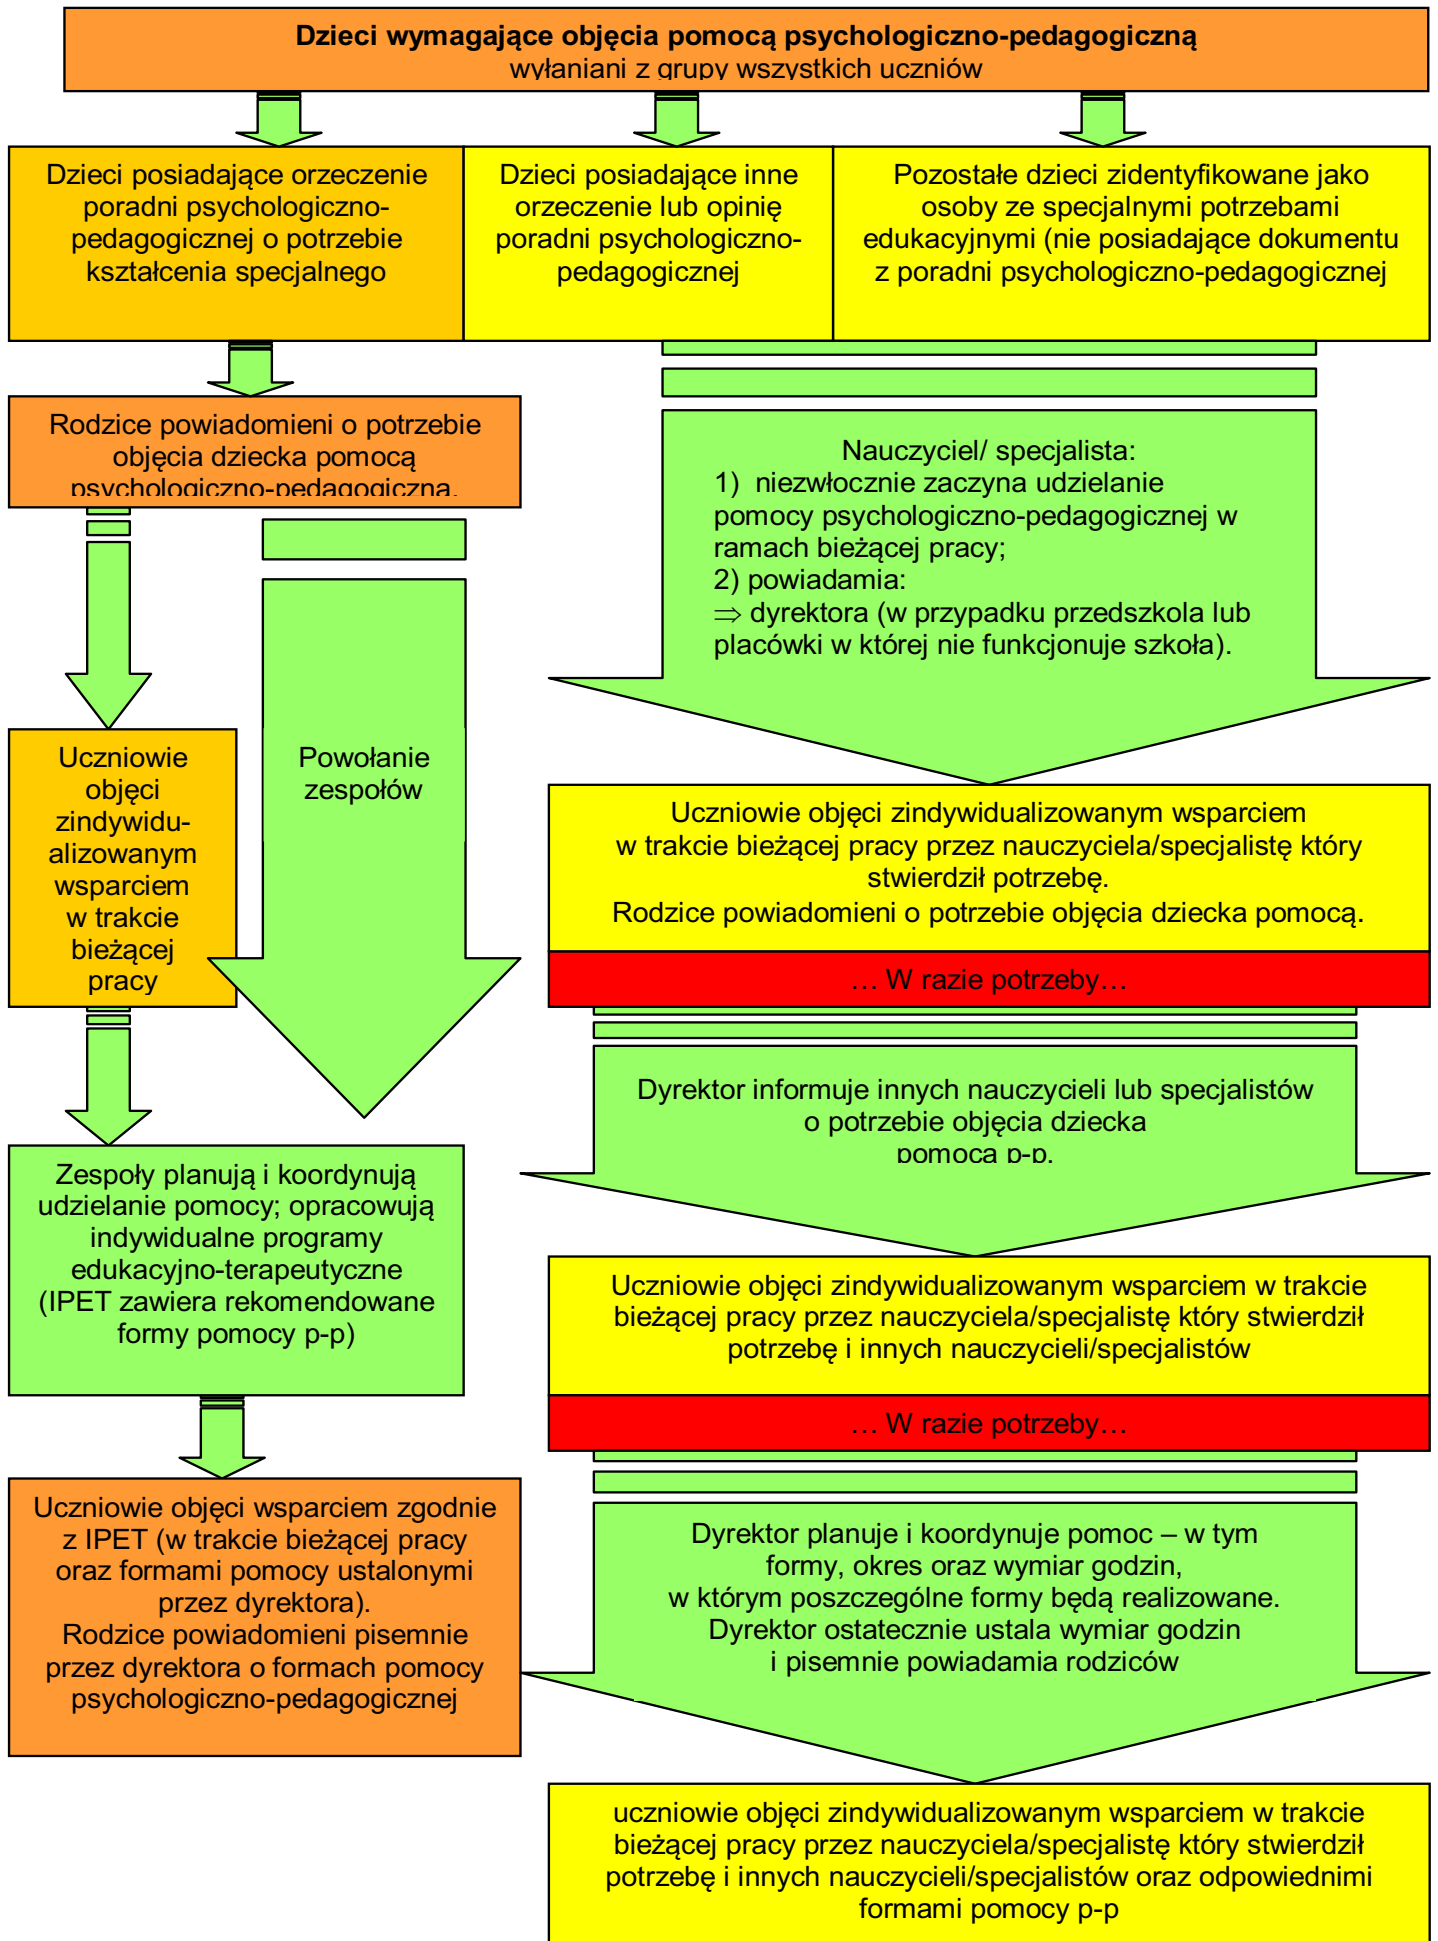 Dzieci wymagające objęcia pomocą psychologiczno-pedagogiczną
wyłaniani z grupy wszystkich uczniów
Dzieci posiadające orzeczenie
poradni psychologiczno-
pedagogicznej o potrzebie
kształcenia specjalnego
Dzieci posiadające inne
orzeczenie lub opinię
poradni psychologiczno-
pedagogicznej
Pozostałe dzieci zidentyfikowane jako
osoby ze specjalnymi potrzebami
edukacyjnymi (nie posiadające dokumentu
z poradni psychologiczno-pedagogicznej
Rodzice powiadomieni o potrzebie
objęcia dziecka pomocą
psychologiczno-pedagogiczną.
Nauczyciel/ specjalista:
1) niezwłocznie zaczyna udzielanie
pomocy psychologiczno-pedagogicznej w
ramach bieżącej pracy;
2) powiadamia:
⇒ dyrektora (w przypadku przedszkola lub
placówki w której nie funkcjonuje szkoła).
Uczniowie
objęci
zindywidu-
alizowanym
wsparciem
w trakcie
bieżącej
pracy
Powołanie
zespołów
Uczniowie objęci zindywidualizowanym wsparciem
w trakcie bieżącej pracy przez nauczyciela/specjalistę który
stwierdził potrzebę.
Rodzice powiadomieni o potrzebie objęcia dziecka pomocą.
… W razie potrzeby…
Dyrektor informuje innych nauczycieli lub specjalistów
o potrzebie objęcia dziecka
pomocą p-p.
Zespoły planują i koordynują
udzielanie pomocy; opracowują
indywidualne programy
edukacyjno-terapeutyczne
(IPET zawiera rekomendowane
formy pomocy p-p)
Uczniowie objęci zindywidualizowanym wsparciem w trakcie
bieżącej pracy przez nauczyciela/specjalistę który stwierdził
potrzebę i innych nauczycieli/specjalistów
… W razie potrzeby…
Uczniowie objęci wsparciem zgodnie
z IPET (w trakcie bieżącej pracy
oraz formami pomocy ustalonymi
przez dyrektora).
Rodzice powiadomieni pisemnie
przez dyrektora o formach pomocy
psychologiczno-pedagogicznej
Dyrektor planuje i koordynuje pomoc – w tym
formy, okres oraz wymiar godzin,
w którym poszczególne formy będą realizowane.
Dyrektor ostatecznie ustala wymiar godzin
i pisemnie powiadamia rodziców
uczniowie objęci zindywidualizowanym wsparciem w trakcie
bieżącej pracy przez nauczyciela/specjalistę który stwierdził
potrzebę i innych nauczycieli/specjalistów oraz odpowiednimi
formami pomocy p-p